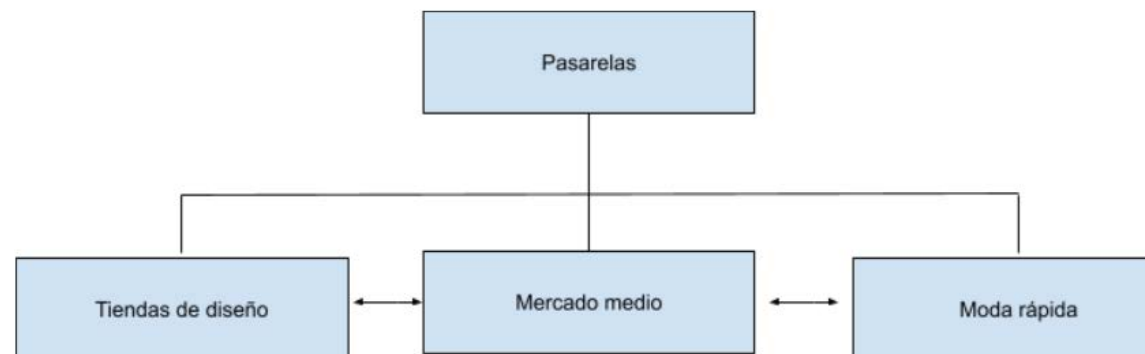 Pasarelas
Tiendas de diseño
Mercado medio
Moda rápida